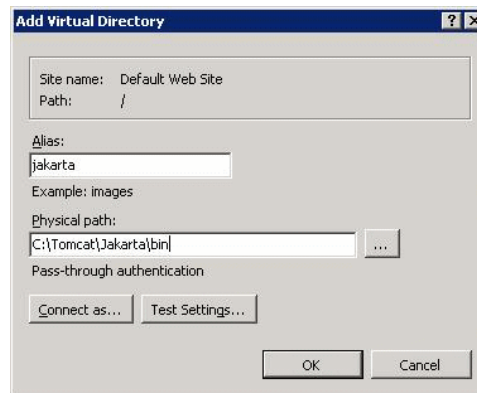 Add Virtual Directory
Site name: Default Web Site
Path: /
Alias:
jakarta
Example: images
Physical path:
C:\Tomcat\Jakarta\bin
...
Pass-through authentication
Connect as... Test Settings...
OK Cancel